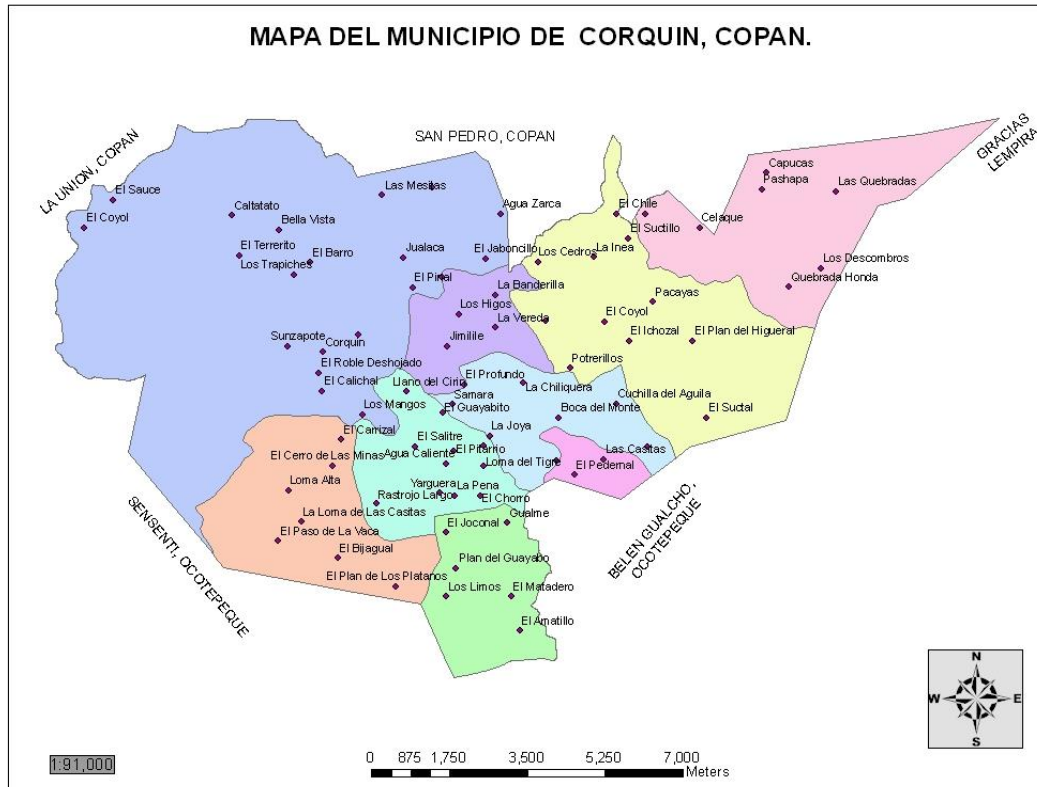 MAPA DEL MUNICIPIO DE CORQUIN, COPAN.
LA UNION, COPAN
SAN PEDRO, COPAN
GRACIAS
LEMPIRA
Capucas
Pashapa
Las Quebradas
El Sauce
Las Mesitas
El Coyol
Caltatato
Agua Zarca
El Chile
Bella Vista
El Suctillo
Celaque
El Terrerito
El Barro
Jualaca
El Jaboncillo
Los Cedros
La Inea
Los Trapiches
Los Descombros
El Pinal
La Banderilla
Quebrada Honda
Pacayas
Los Higos
La Vereda
El Coyol
Sunzapote
Corquin
Jimilile
El Ichozal
El Plan del Higueral
El Roble Deshojado
Potrerillos
El Calichal
Llano del Cirin
El Profundo
La Chiliquera
Cuchilla del Aguila
Samara
Los Mangos
El Guayabito
Boca del Monte
El Suctal
El Carrizal
La Joya
El Salitre
El Cerro de Las Minas
Agua Caliente
El Pitarrio
Las Casitas
Loma del Tigre
El Pedernal
Loma Alta
Yarguera
La Pena
Rastrojo Largo
El Chorro
La Loma de Las Casitas
Gualme
El Paso de La Vaca
El Joconal
El Bijagual
Plan del Guayabo
El Plan de Los Platanos
Los Limos
El Matadero
El Amatillo
SENSENTI, OCOTEPEQUE
BELEN GUALCHO,
OCOTEPEQUE
N
W E
S
1:91,000
0 875 1,750 3,500 5,250 7,000
Meters